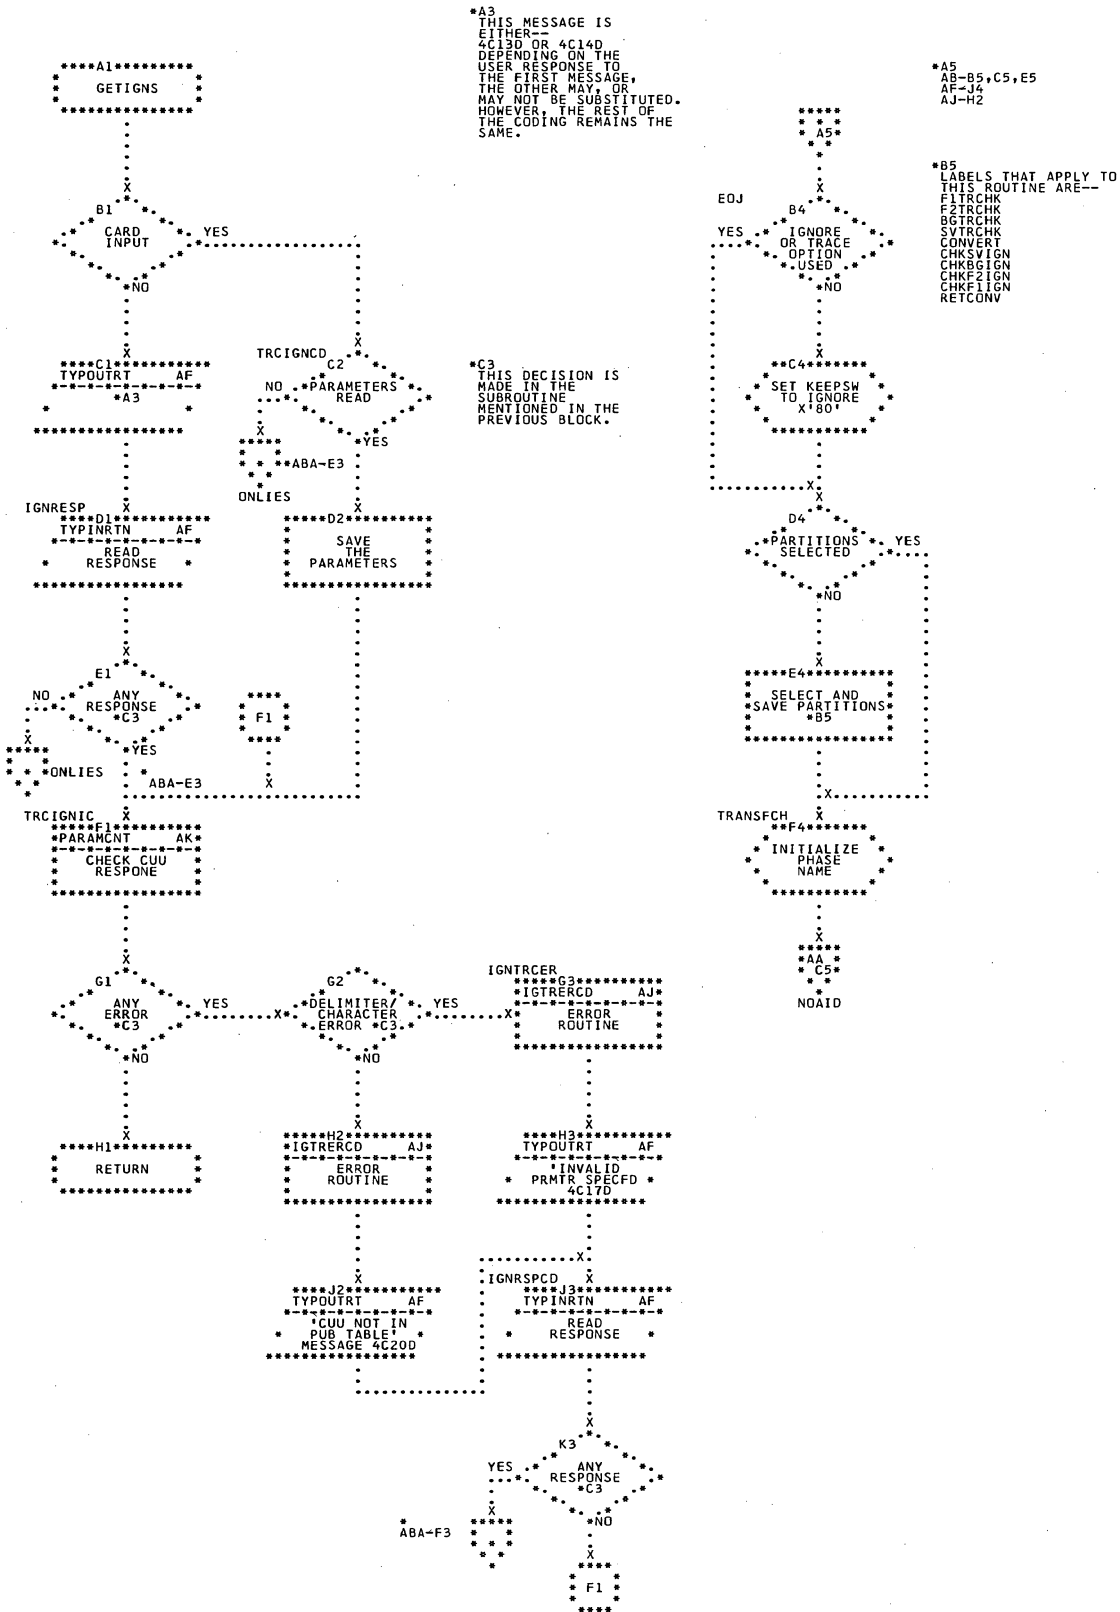 *A3
THIS MESSAGE IS
EITHER--
4C13D OR 4C14D
DEPENDING ON THE
USER RESPONSE TO
THE FIRST MESSAGE,
THE OTHER MAY, OR
MAY NOT BE SUBSTITUTED.
HOWEVER, THE REST OF
THE CODING REMAINS THE
SAME.
A1
GETIGNS
*A5
AB-B5,C5,E5
AF-J4
AJ-H2
A5
*B5
LABELS THAT APPLY TO
THIS ROUTINE ARE--
F1TRCHK
F2TRCHK
BGTRCHK
SVTRCHK
CONVERT
CHKSVIGN
CHKBGIGN
CHKF2IGN
CHKF1IGN
RETCONV
B1
CARD
INPUT
YES
NO
EOJ
B4
YES
IGNORE
OR TRACE
OPTION
USED
NO
C1
TYPOUTRT AF
*A3
TRCIGNCD
C2
NO
PARAMETERS
READ
YES
ABA-E3
ONLIES
*C3
THIS DECISION IS
MADE IN THE
SUBROUTINE
MENTIONED IN THE
PREVIOUS BLOCK.
C4
SET KEEPSW
TO IGNORE
X'80'
IGNRESP
D1
TYPINRTN AF
READ
RESPONSE
D2
SAVE
THE
PARAMETERS
D4
PARTITIONS
SELECTED
YES
NO
E1
NO
ANY
RESPONSE
*C3
YES
ONLIES
ABA-E3
F1
E4
SELECT AND
SAVE PARTITIONS
*B5
TRCIGNIC
F1
PARAMCNT AK
CHECK CUU
RESPONE
TRANSFCH
F4
INITIALIZE
PHASE
NAME
AA
C5
NOAID
G1
ANY
ERROR
*C3
YES
NO
G2
DELIMITER/
CHARACTER
ERROR *C3
YES
NO
IGNTRCER
G3
IGTRERCD AJ
ERROR
ROUTINE
H1
RETURN
H2
IGTRERCD AJ
ERROR
ROUTINE
H3
TYPOUTRT AF
'INVALID
PRMTR SPECFD
4C17D
J2
TYPOUTRT AF
'CUU NOT IN
PUB TABLE'
MESSAGE 4C20D
IGNRSPCD
J3
TYPINRTN AF
READ
RESPONSE
K3
YES
ANY
RESPONSE
*C3
NO
ABA-F3
F1